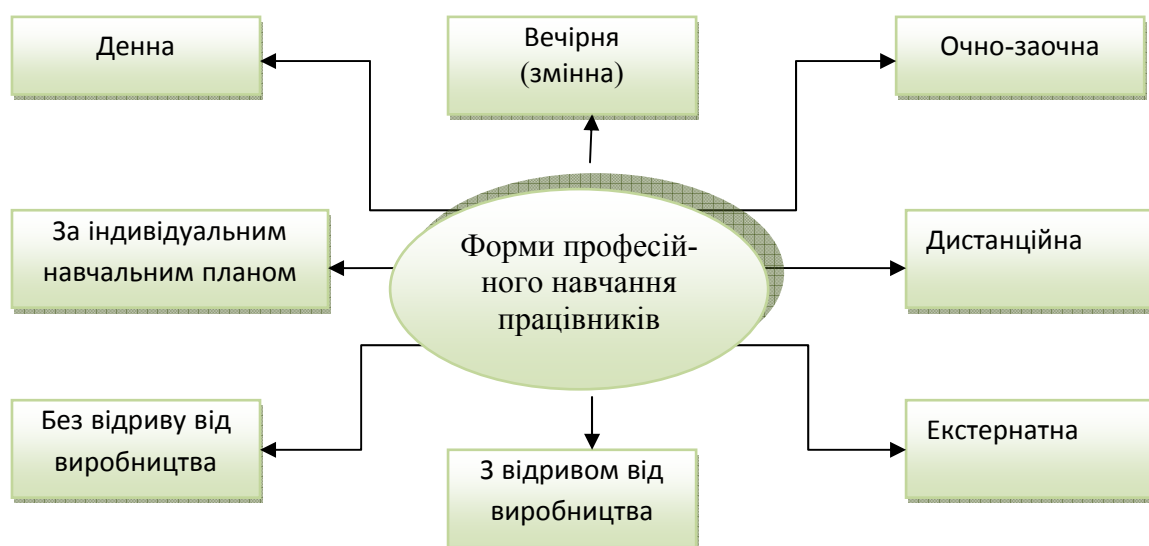 Денна
Вечірня
(змінна)
Очно-заочна
За індивідуальним
навчальним планом
Форми професій-
ного навчання
працівників
Дистанційна
Без відриву від
виробництва
З відривом від
виробництва
Екстернатна